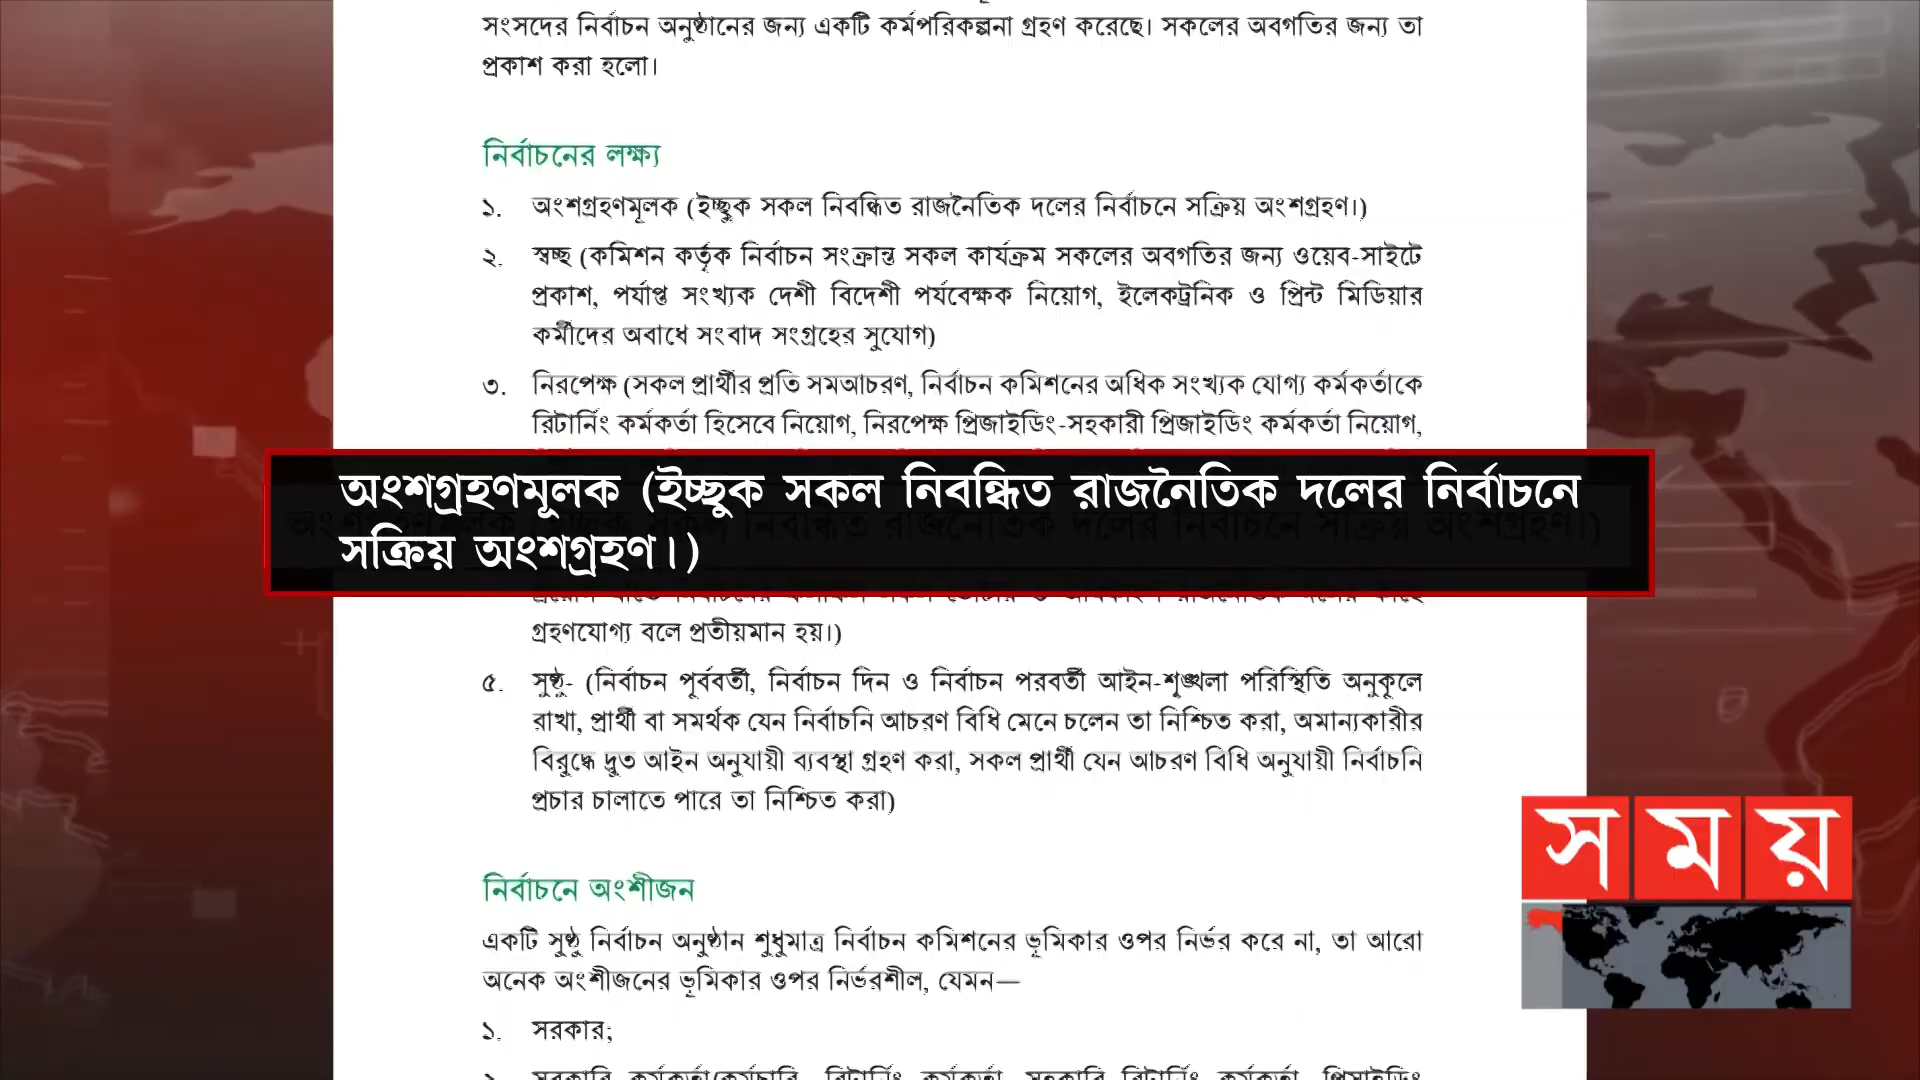 সংসদের নির্বাচন অনুষ্ঠানের জন্য একটি কর্মপরিকল্পনা গ্রহণ করেছে। সকলের অবগতির জন্য তা
প্রকাশ করা হলো।
নির্বাচনের লক্ষ্য
১. অংশগ্রহণমূলক (ইচ্ছুক সকল নিবন্ধিত রাজনৈতিক দলের নির্বাচনে সক্রিয় অংশগ্রহণ।)
২. স্বচ্ছ (কমিশন কর্তৃক নির্বাচন সংক্রান্ত সকল কার্যক্রম সকলের অবগতির জন্য ওয়েব-সাইটে
প্রকাশ, পর্যাপ্ত সংখ্যক দেশী বিদেশী পর্যবেক্ষক নিয়োগ, ইলেকট্রনিক ও প্রিন্ট মিডিয়ার
কর্মীদের অবাধে সংবাদ সংগ্রহের সুযোগ)
৩. নিরপেক্ষ (সকল প্রার্থীর প্রতি সমআচরণ, নির্বাচন কমিশনের অধিক সংখ্যক যোগ্য কর্মকর্তাকে
রিটার্নিং কর্মকর্তা হিসেবে নিয়োগ, নিরপেক্ষ প্রিজাইডিং-সহকারী প্রিজাইডিং কর্মকর্তা নিয়োগ,
অংশগ্রহণমূলক (ইচ্ছুক সকল নিবন্ধিত রাজনৈতিক দলের নির্বাচনে
সক্রিয় অংশগ্রহণ।)
গ্রহণযোগ্য বলে প্রতীয়মান হয়।)
৫. সুষ্ঠু- (নির্বাচন পূর্ববর্তী, নির্বাচন দিন ও নির্বাচন পরবর্তী আইন-শৃঙ্খলা পরিস্থিতি অনুকূলে
রাখা, প্রার্থী বা সমর্থক যেন নির্বাচনি আচরণ বিধি মেনে চলেন তা নিশ্চিত করা, অমান্যকারীর
বিরুদ্ধে দ্রুত আইন অনুযায়ী ব্যবস্থা গ্রহণ করা, সকল প্রার্থী যেন আচরণ বিধি অনুযায়ী নির্বাচনি
প্রচার চালাতে পারে তা নিশ্চিত করা)
নির্বাচনে অংশীজন
একটি সুষ্ঠু নির্বাচন অনুষ্ঠান শুধুমাত্র নির্বাচন কমিশনের ভূমিকার ওপর নির্ভর করে না, তা আরো
অনেক অংশীজনের ভূমিকার ওপর নির্ভরশীল, যেমন—
১. সরকার;
সময়